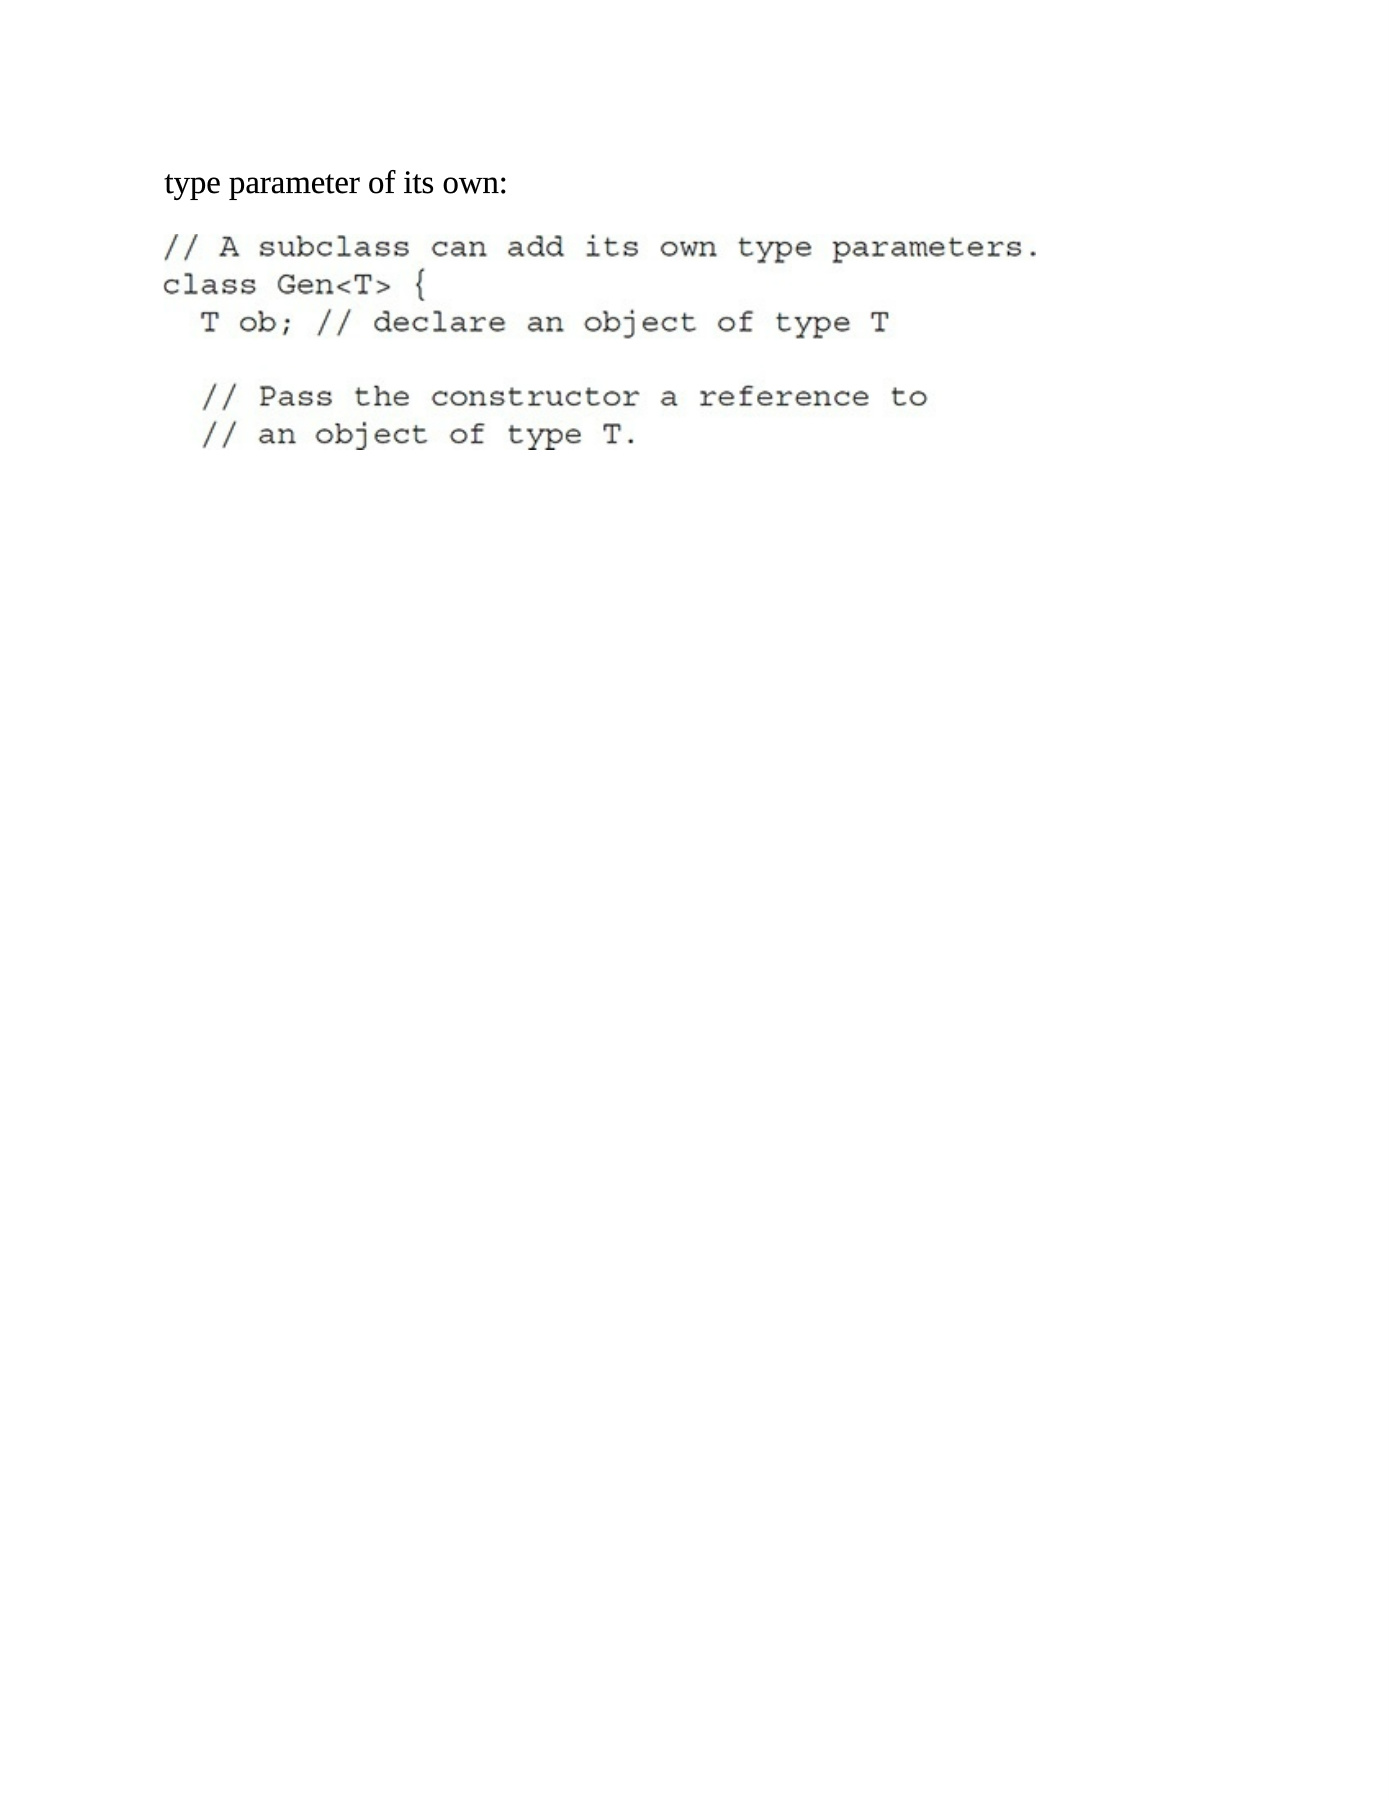 type parameter of its own:
// A subclass can add its own type parameters.
class Gen<T> {
  T ob; // declare an object of type T
  // Pass the constructor a reference to
  // an object of type T.